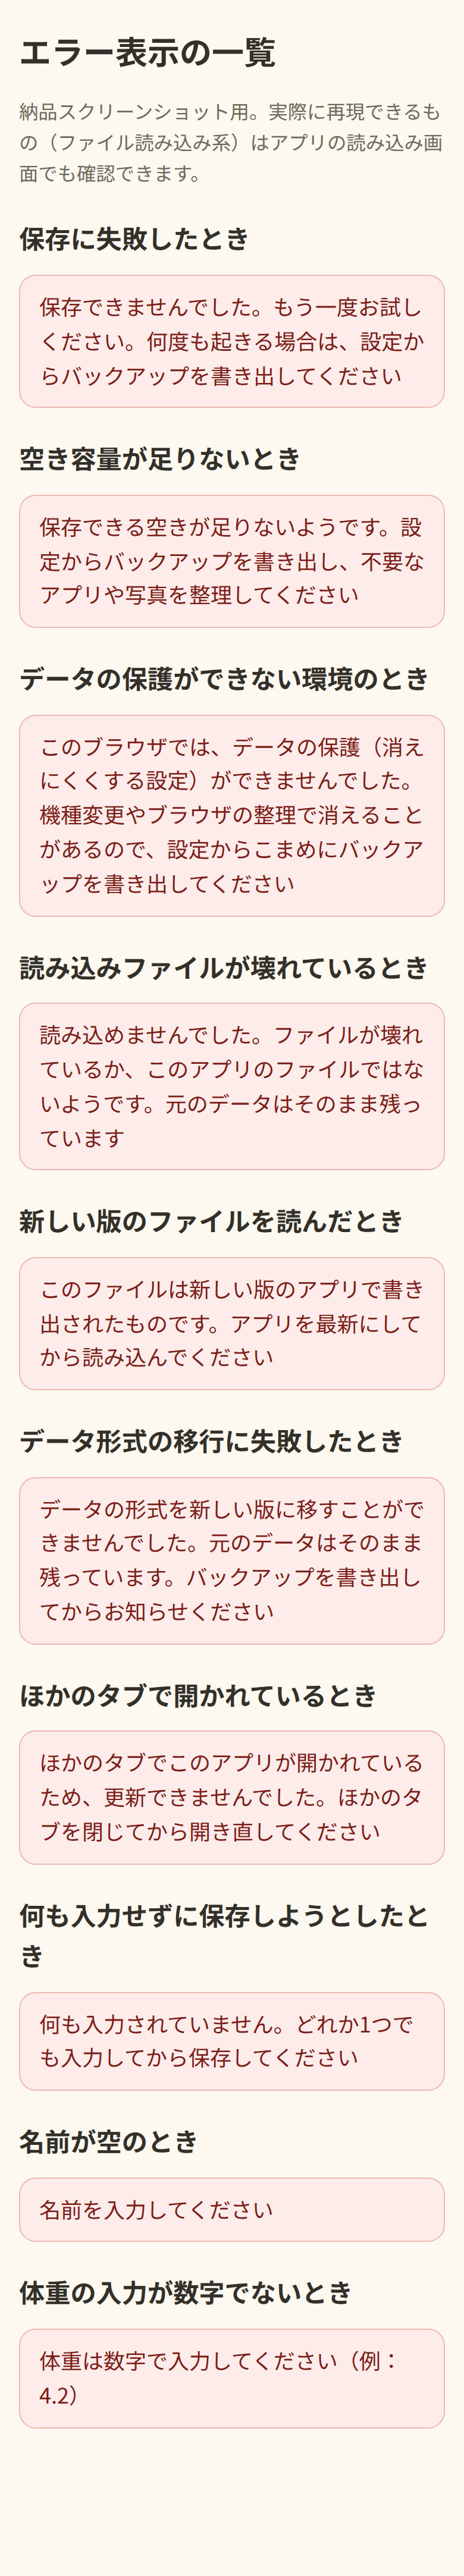 エラー表示の一覧
納品スクリーンショット用。実際に再現できるも
の（ファイル読み込み系）はアプリの読み込み画
面でも確認できます。
保存に失敗したとき
保存できませんでした。もう一度お試し
ください。何度も起きる場合は、設定か
らバックアップを書き出してください
空き容量が足りないとき
保存できる空きが足りないようです。設
定からバックアップを書き出し、不要な
アプリや写真を整理してください
データの保護ができない環境のとき
このブラウザでは、データの保護（消え
にくくする設定）ができませんでした。
機種変更やブラウザの整理で消えること
があるので、設定からこまめにバックア
ップを書き出してください
読み込みファイルが壊れているとき
読み込めませんでした。ファイルが壊れ
ているか、このアプリのファイルではな
いようです。元のデータはそのまま残っ
ています
新しい版のファイルを読んだとき
このファイルは新しい版のアプリで書き
出されたものです。アプリを最新にして
から読み込んでください
データ形式の移行に失敗したとき
データの形式を新しい版に移すことがで
きませんでした。元のデータはそのまま
残っています。バックアップを書き出し
てからお知らせください
ほかのタブで開かれているとき
ほかのタブでこのアプリが開かれている
ため、更新できませんでした。ほかのタ
ブを閉じてから開き直してください
何も入力せずに保存しようとしたと
き
何も入力されていません。どれか1つで
も入力してから保存してください
名前が空のとき
名前を入力してください
体重の入力が数字でないとき
体重は数字で入力してください（例：
4.2）